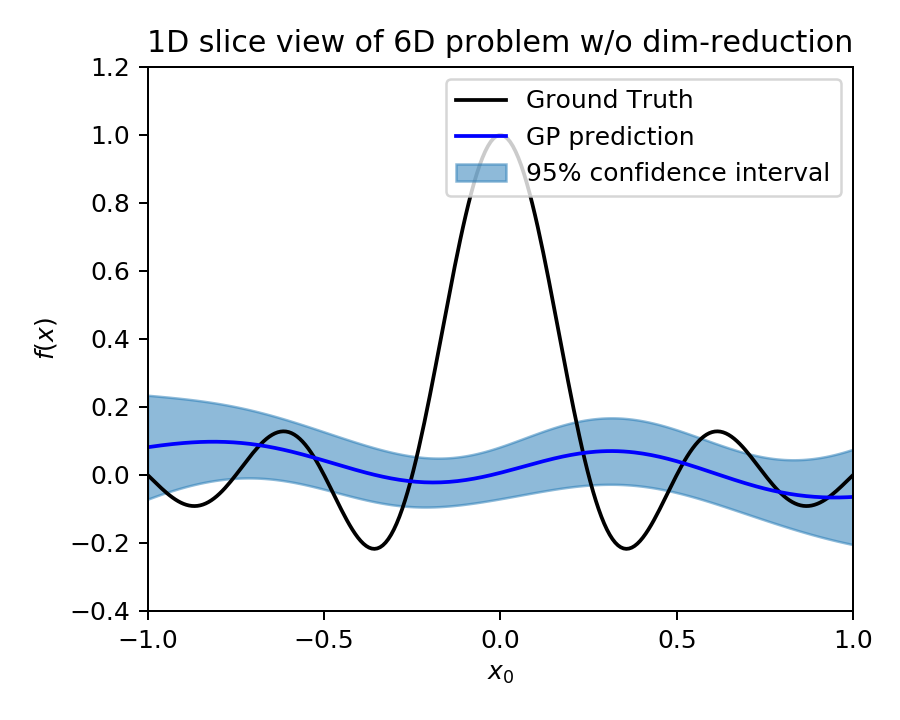 1D slice view of 6D problem w/o dim-reduction
Ground Truth
GP prediction
95% confidence interval
1.2
1.0
0.8
0.6
0.4
0.2
0.0
−0.2
−0.4
f(x)
−1.0 −0.5 0.0 0.5 1.0
x₀